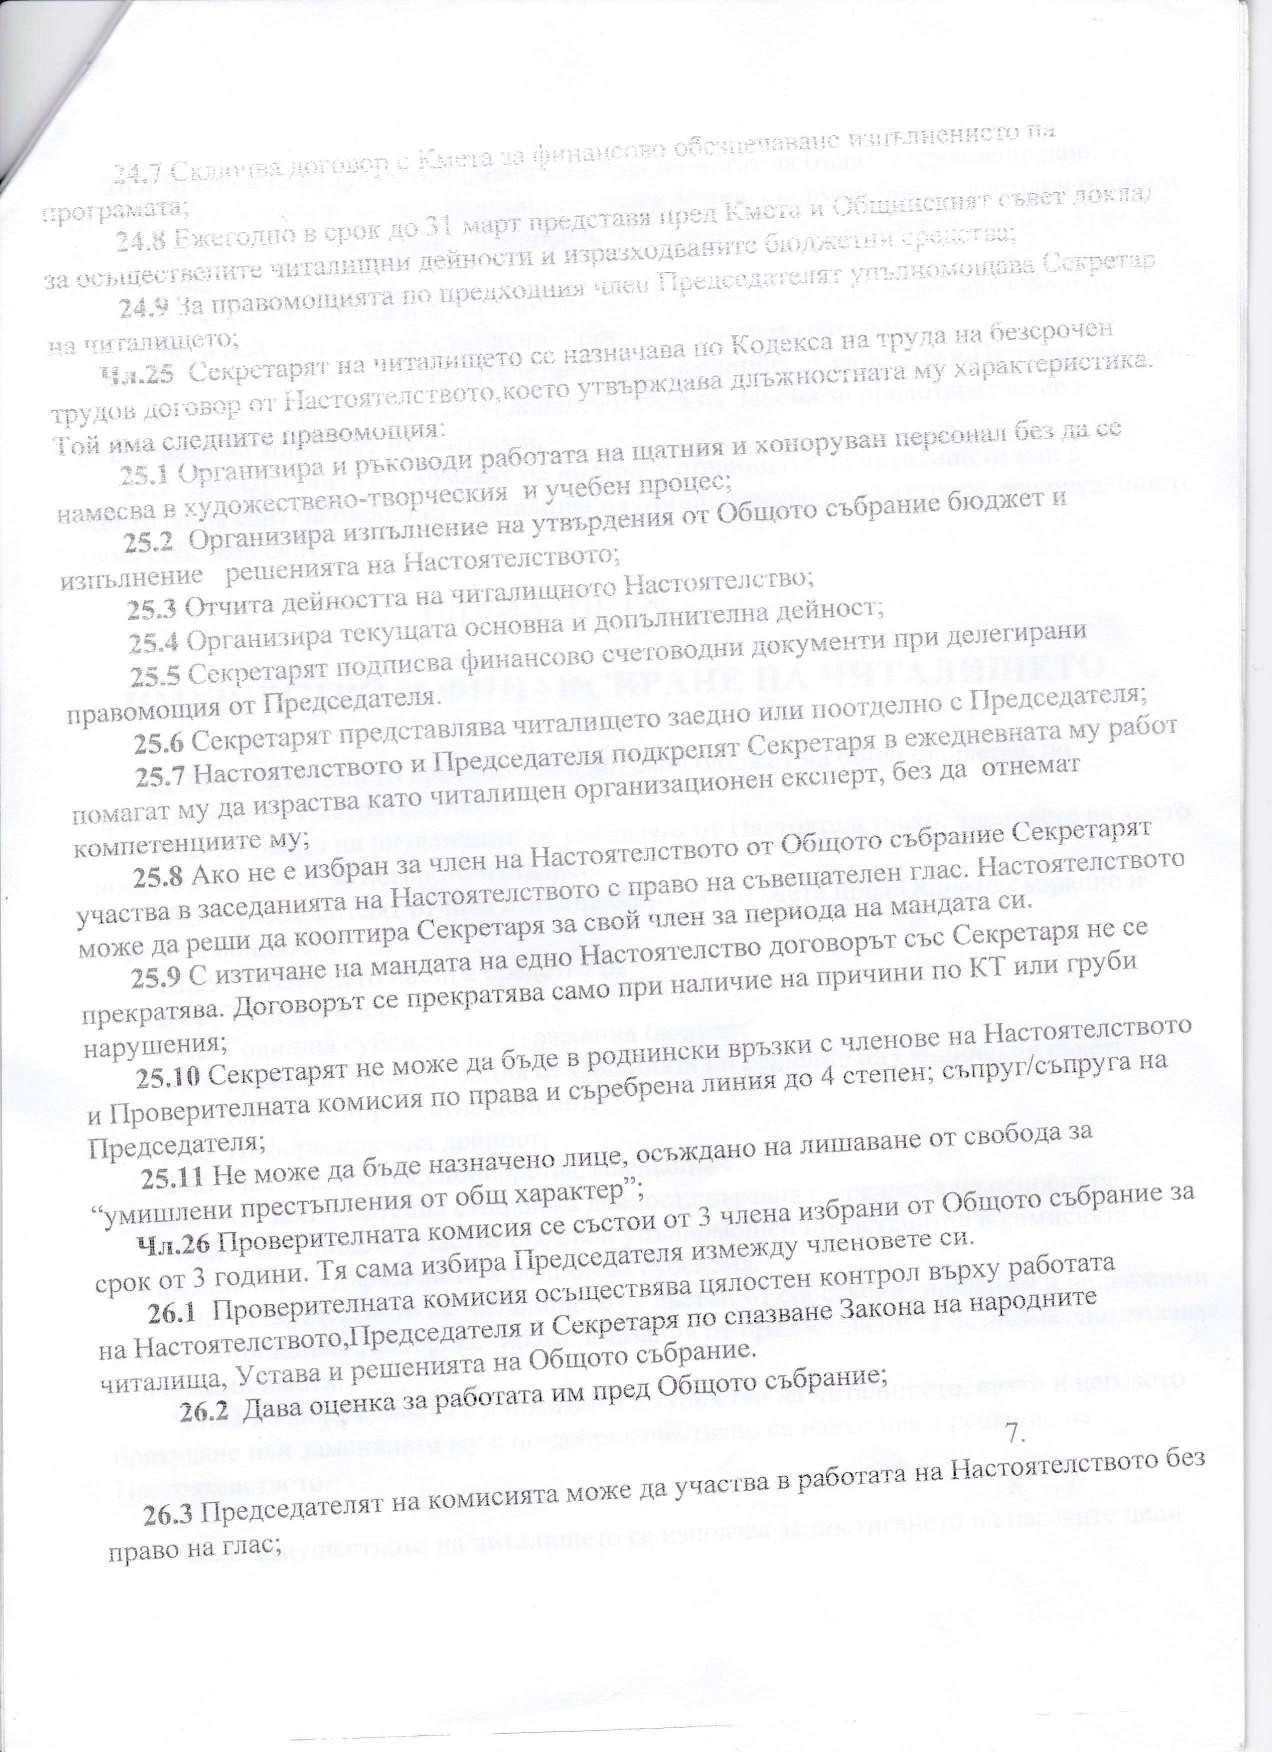 24.7 Сключва договор с Кмета за финансово обезпечаване изпълнението на
програмата;
24.8 Ежегодно в срок до 31 март представя пред Кмета и Общинският съвет доклад
за осъществените читалищни дейности и изразходваните бюджетни средства;
24.9 За правомощията по предходния член Председателят упълномощава Секретар
на читалището;
Чл.25 Секретарят на читалището се назначава по Кодекса на труда на безсрочен
трудов договор от Настоятелството,което утвърждава длъжностната му характеристика.
Той има следните правомощия:
25.1 Организира и ръководи работата на щатния и хоноруван персонал без да се
намесва в художествено-творческия и учебен процес;
25.2 Организира изпълнение на утвърдения от Общото събрание бюджет и
изпълнение решенията на Настоятелството;
25.3 Отчита дейността на читалищното Настоятелство;
25.4 Организира текущата основна и допълнителна дейност;
25.5 Секретарят подписва финансово счетоводни документи при делегирани
правомощия от Председателя.
25.6 Секретарят представлява читалището заедно или поотделно с Председателя;
25.7 Настоятелството и Председателя подкрепят Секретаря в ежедневната му работ
помагат му да израства като читалищен организационен експерт, без да отнемат
компетенциите му;
25.8 Ако не е избран за член на Настоятелството от Общото събрание Секретарят
участва в заседанията на Настоятелството с право на съвещателен глас. Настоятелството
може да реши да кооптира Секретаря за свой член за периода на мандата си.
25.9 С изтичане на мандата на едно Настоятелство договорът със Секретаря не се
прекратява. Договорът се прекратява само при наличие на причини по КТ или груби
нарушения;
25.10 Секретарят не може да бъде в роднински връзки с членове на Настоятелството
и Проверителната комисия по права и съребрена линия до 4 степен; съпруг/съпруга на
Председателя;
25.11 Не може да бъде назначено лице, осъждано на лишаване от свобода за
“умишлени престъпления от общ характер”;
Чл.26 Проверителната комисия се състои от 3 члена избрани от Общото събрание за
срок от 3 години. Тя сама избира Председателя измежду членовете си.
26.1 Проверителната комисия осъществява цялостен контрол върху работата
на Настоятелството,Председателя и Секретаря по спазване Закона на народните
читалища, Устава и решенията на Общото събрание.
26.2 Дава оценка за работата им пред Общото събрание;
7.
26.3 Председателят на комисията може да участва в работата на Настоятелството без
право на глас;